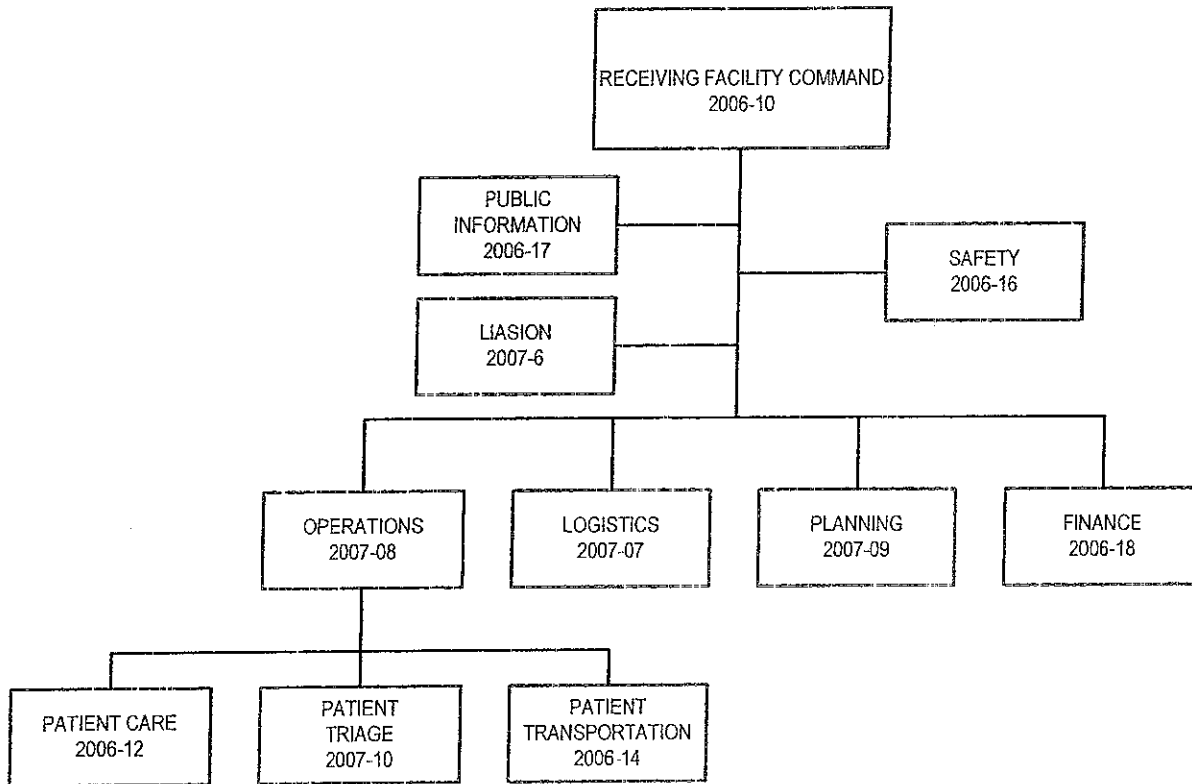 RECEIVING FACILITY COMMAND
2006-10
PUBLIC
INFORMATION
2006-17
SAFETY
2006-16
LIASION
2007-6
OPERATIONS
2007-08
LOGISTICS
2007-07
PLANNING
2007-09
FINANCE
2006-18
PATIENT CARE
2006-12
PATIENT
TRIAGE
2007-10
PATIENT
TRANSPORTATION
2006-14